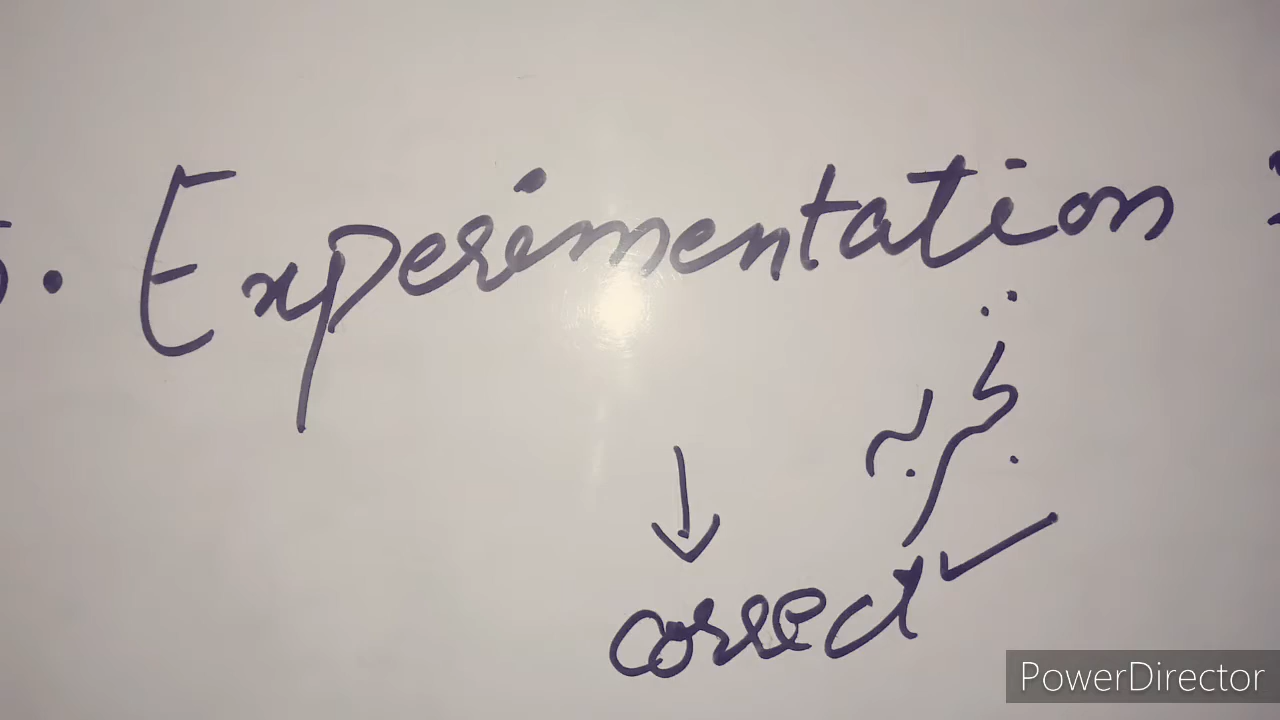 5. Experimentation :
تجربہ
↓
correct ✓
PowerDirector